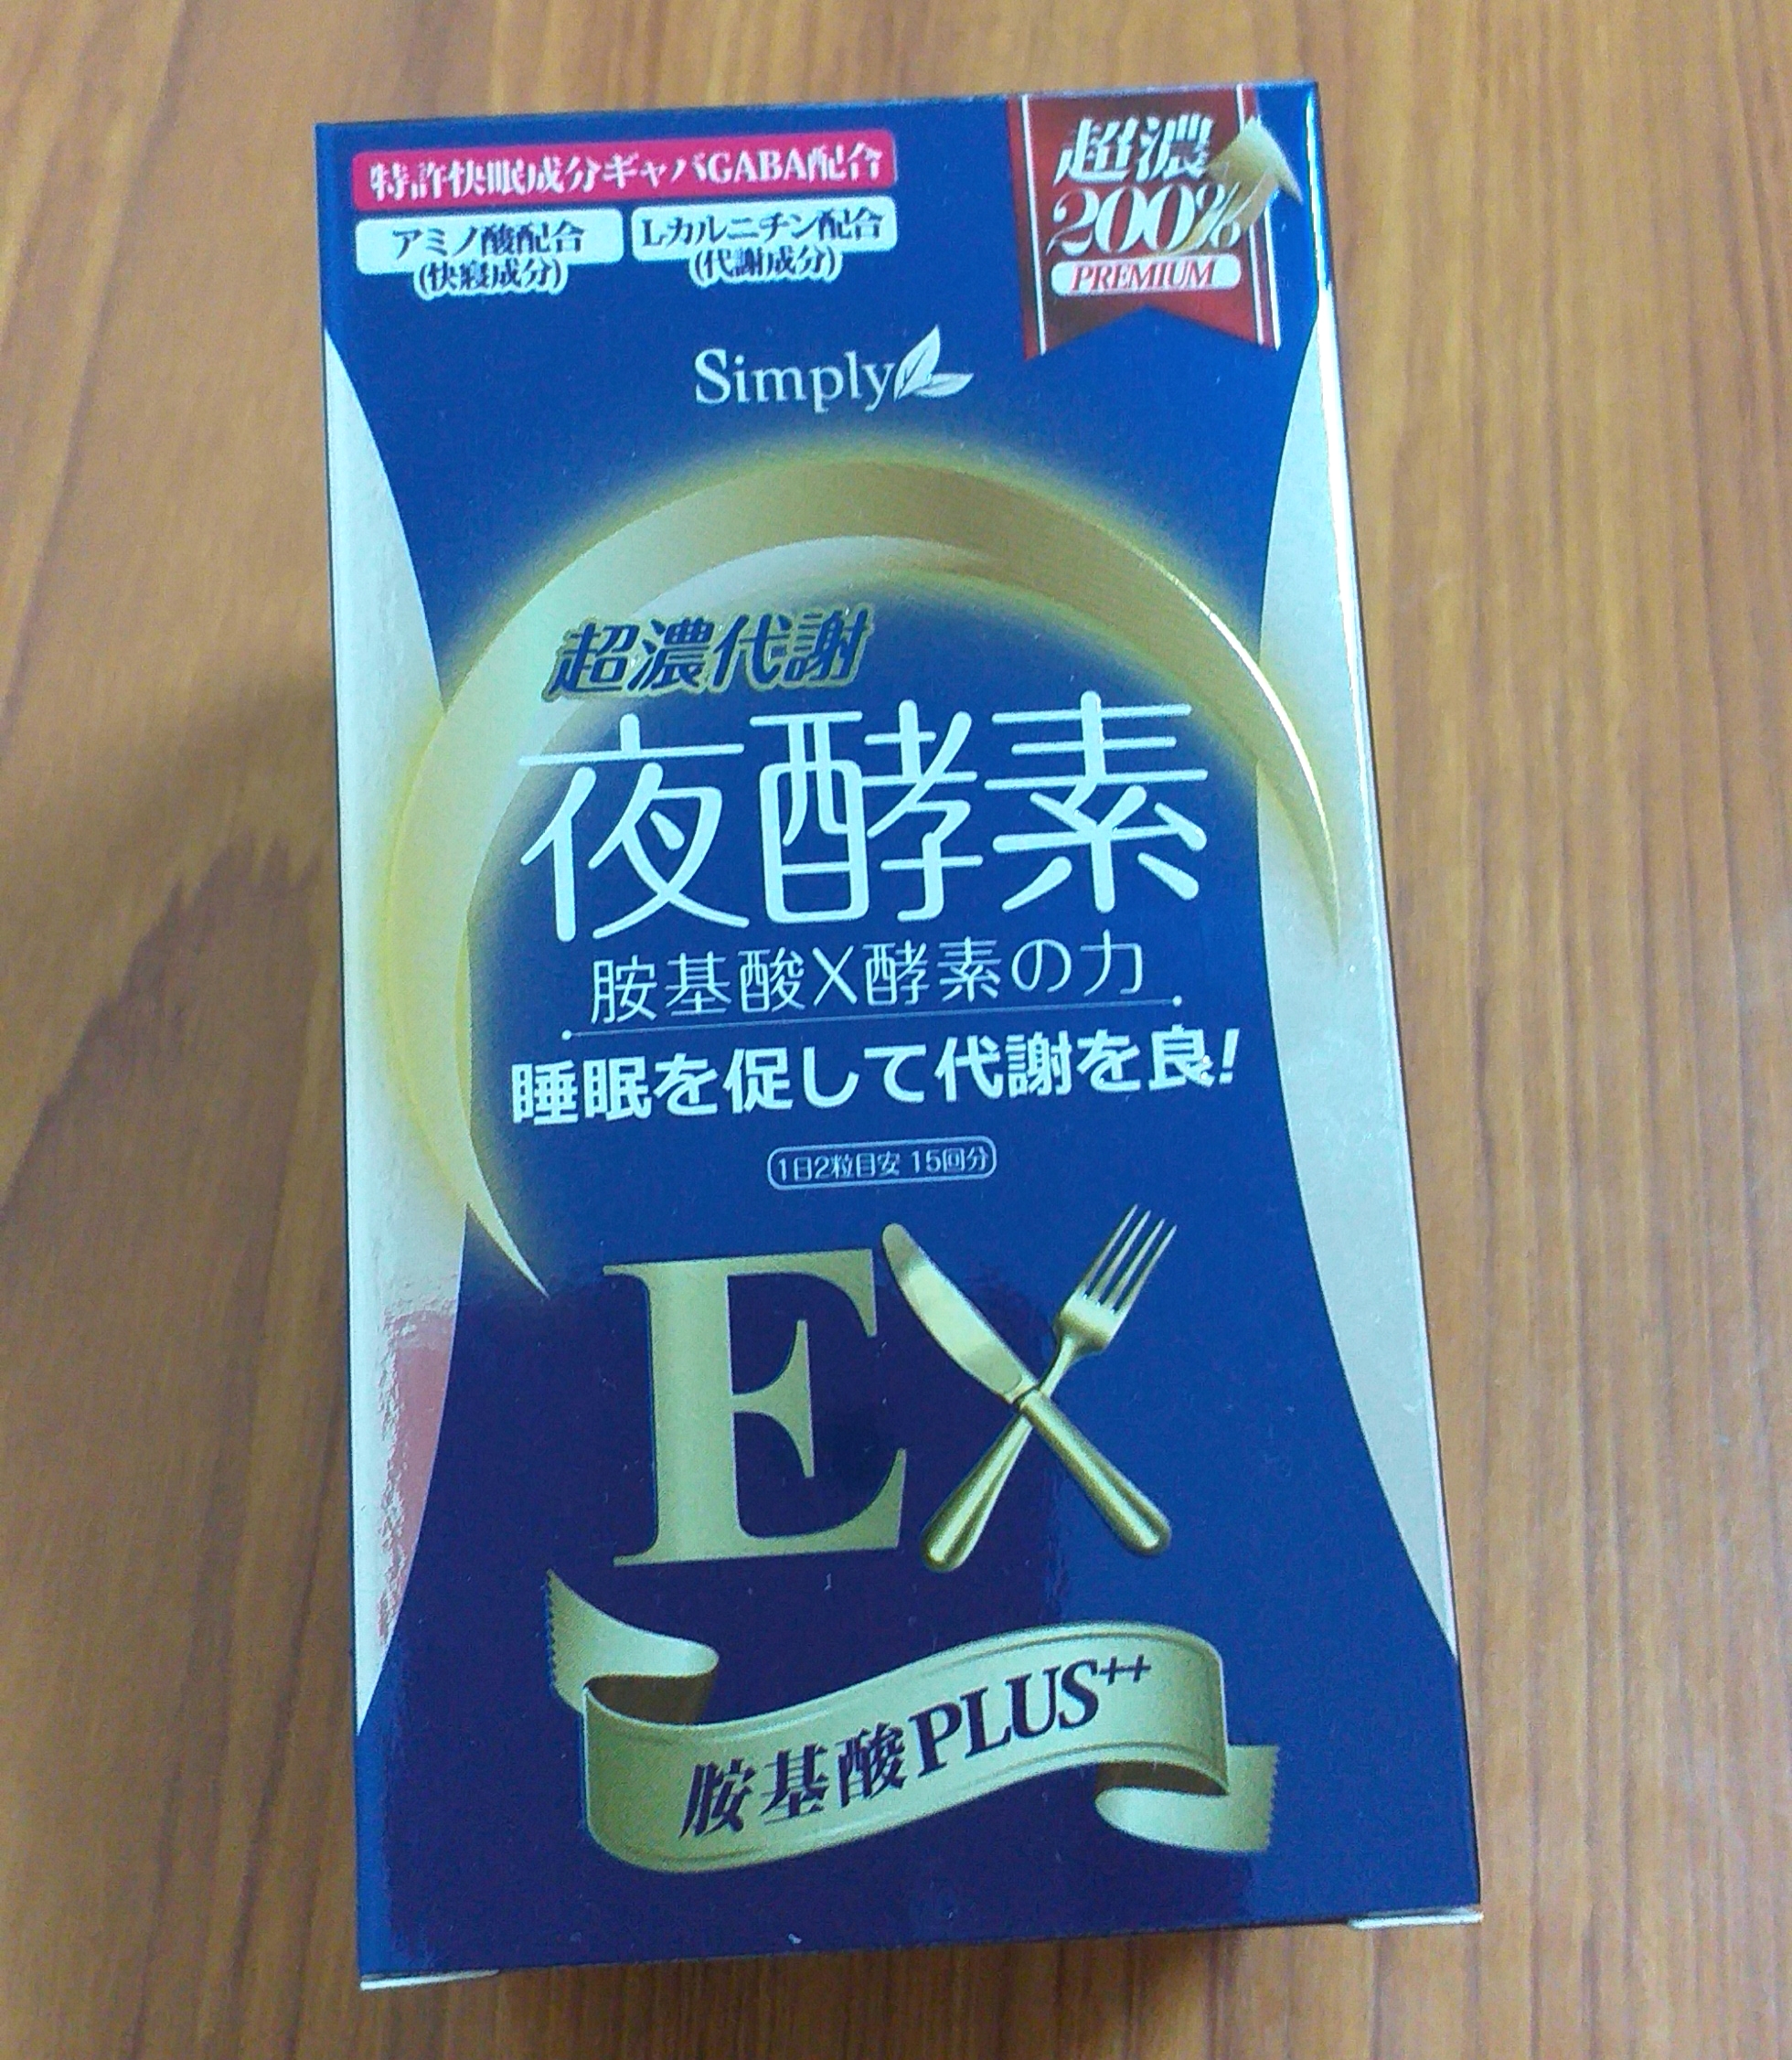 特許快眠成分ギャバGABA配合
アミノ酸配合
(快寝成分)
Lカルニチン配合
(代謝成分)
超濃
200%
PREMIUM
Simply
超濃代謝
夜酵素
胺基酸X酵素の力
睡眠を促して代謝を良!
1日2粒目安 15回分
EX
胺基酸PLUS++